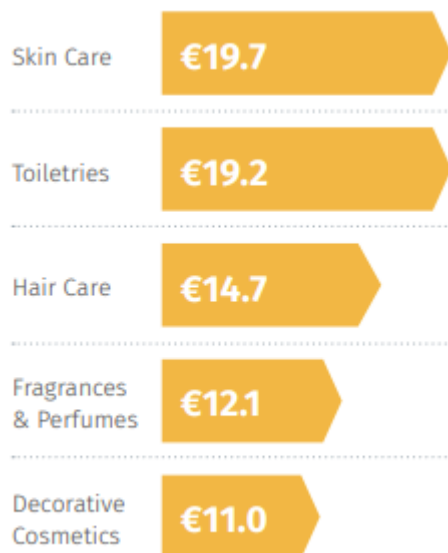 Skin Care
€19.7
Toiletries
€19.2
Hair Care
€14.7
Fragrances
& Perfumes
€12.1
Decorative
Cosmetics
€11.0